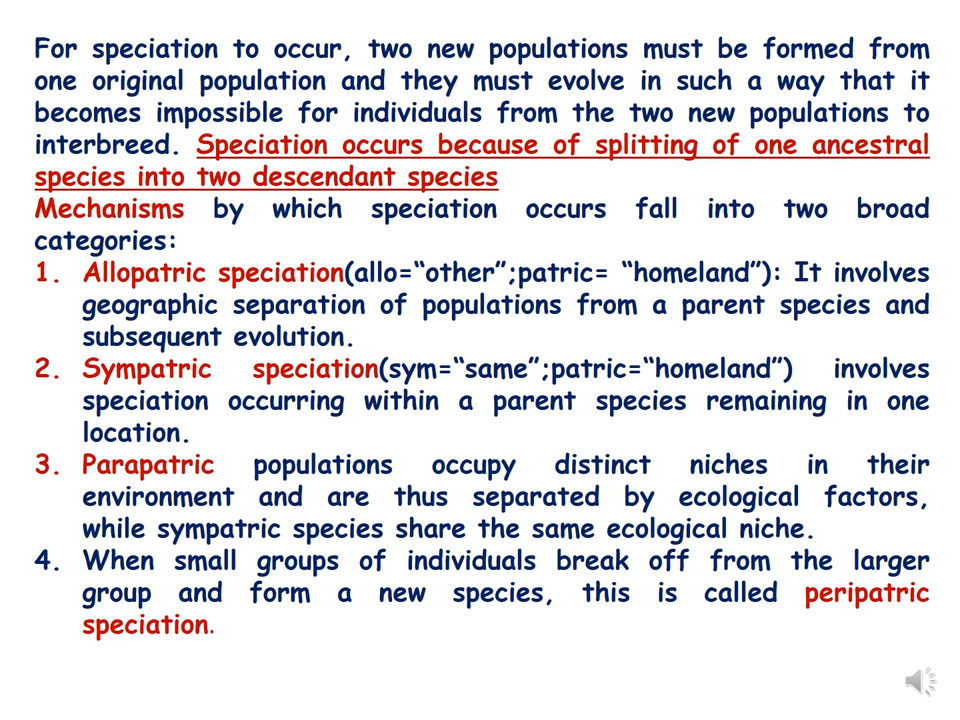 For speciation to occur, two new populations must be formed from
one original population and they must evolve in such a way that it
becomes impossible for individuals from the two new populations to
interbreed. Speciation occurs because of splitting of one ancestral
species into two descendant species
Mechanisms by which speciation occurs fall into two broad
categories:
1. Allopatric speciation(allo=“other”;patric= “homeland”): It involves
geographic separation of populations from a parent species and
subsequent evolution.
2. Sympatric speciation(sym=“same”;patric=“homeland”) involves
speciation occurring within a parent species remaining in one
location.
3. Parapatric populations occupy distinct niches in their
environment and are thus separated by ecological factors,
while sympatric species share the same ecological niche.
4. When small groups of individuals break off from the larger
group and form a new species, this is called peripatric
speciation.